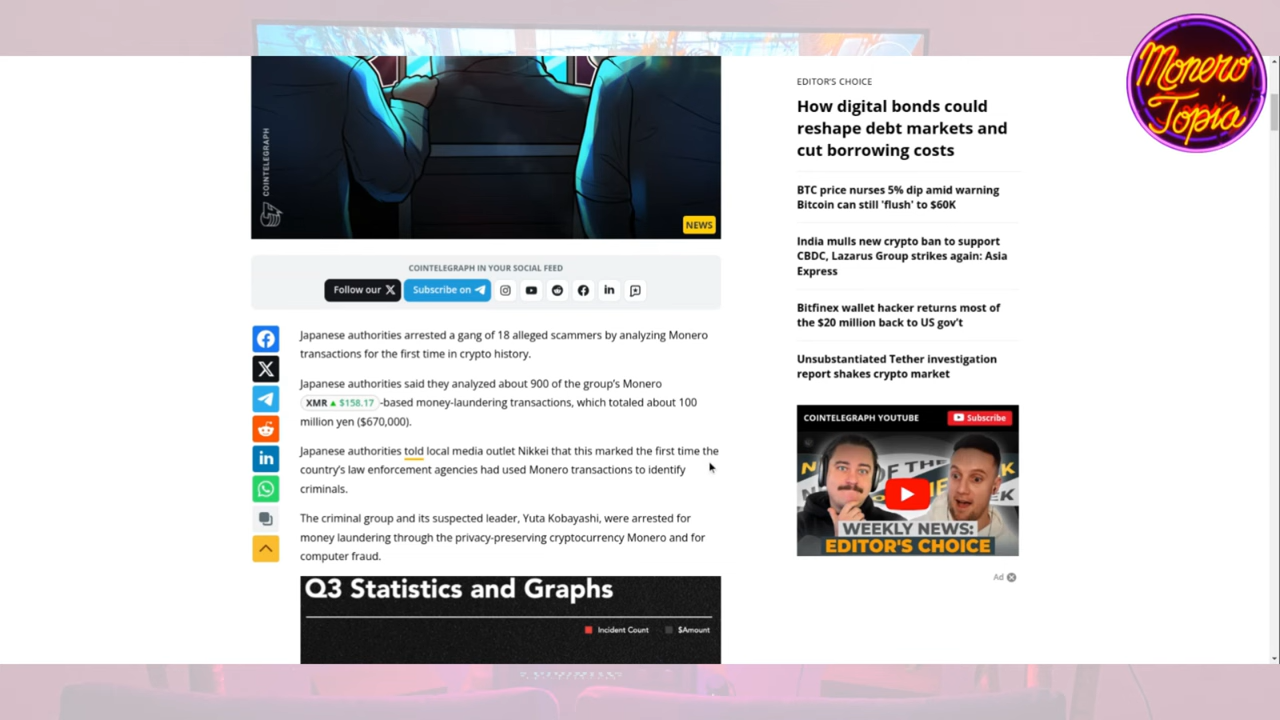 Monero
Topia
COINTELEGRAPH
NEWS
COINTELEGRAPH IN YOUR SOCIAL FEED
Follow our X
Subscribe on
Japanese authorities arrested a gang of 18 alleged scammers by analyzing Monero
transactions for the first time in crypto history.
Japanese authorities said they analyzed about 900 of the group's Monero
XMR ▲ $158.17 -based money-laundering transactions, which totaled about 100
million yen ($670,000).
Japanese authorities told local media outlet Nikkei that this marked the first time the
country's law enforcement agencies had used Monero transactions to identify
criminals.
The criminal group and its suspected leader, Yuta Kobayashi, were arrested for
money laundering through the privacy-preserving cryptocurrency Monero and for
computer fraud.
Q3 Statistics and Graphs
Incident Count $Amount
EDITOR'S CHOICE
How digital bonds could
reshape debt markets and
cut borrowing costs
BTC price nurses 5% dip amid warning
Bitcoin can still 'flush' to $60K
India mulls new crypto ban to support
CBDC, Lazarus Group strikes again: Asia
Express
Bitfinex wallet hacker returns most of
the $20 million back to US gov't
Unsubstantiated Tether investigation
report shakes crypto market
COINTELEGRAPH YOUTUBE
Subscribe
WEEKLY NEWS:
EDITOR'S CHOICE
Ad